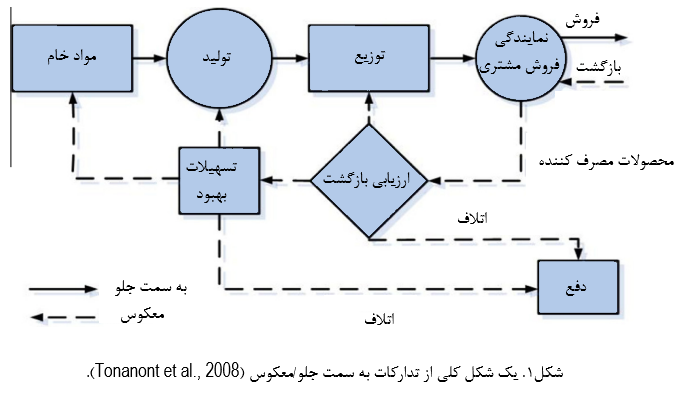 فروش
نمایندگی
فروش مشتری
توزیع
تولید
مواد خام
بازگشت
محصولات مصرف کننده
ارزیابی بازگشت
تسهیلات
بهبود
اتلاف
دفع
به سمت جلو
معکوس
اتلاف
شکل۱. یک شکل کلی از تدارکات به سمت جلو/معکوس (Tonanont et al., 2008).